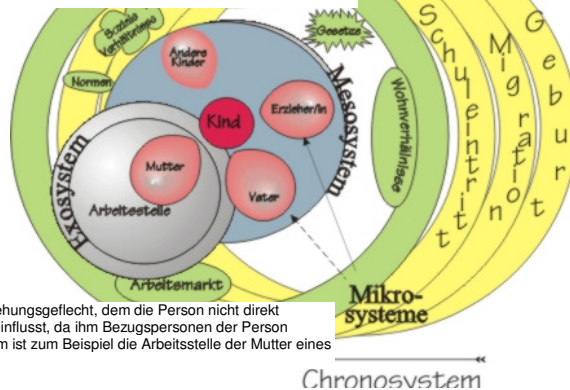 Soziale
Verhältnisse
Gesetze
Andere
Kinder
Normen
Kind
Erzieher/in
Mesosystem
Wohnverhältnisse
Schuleintritt
Migration
Geburt
Mutter
Vater
Exosystem
Arbeitsstelle
Arbeitsmarkt
Mikro-
systeme
ehungsgeflecht, dem die Person nicht direkt
einflusst, da ihm Bezugspersonen der Person
m ist zum Beispiel die Arbeitsstelle der Mutter eines
Chronosystem